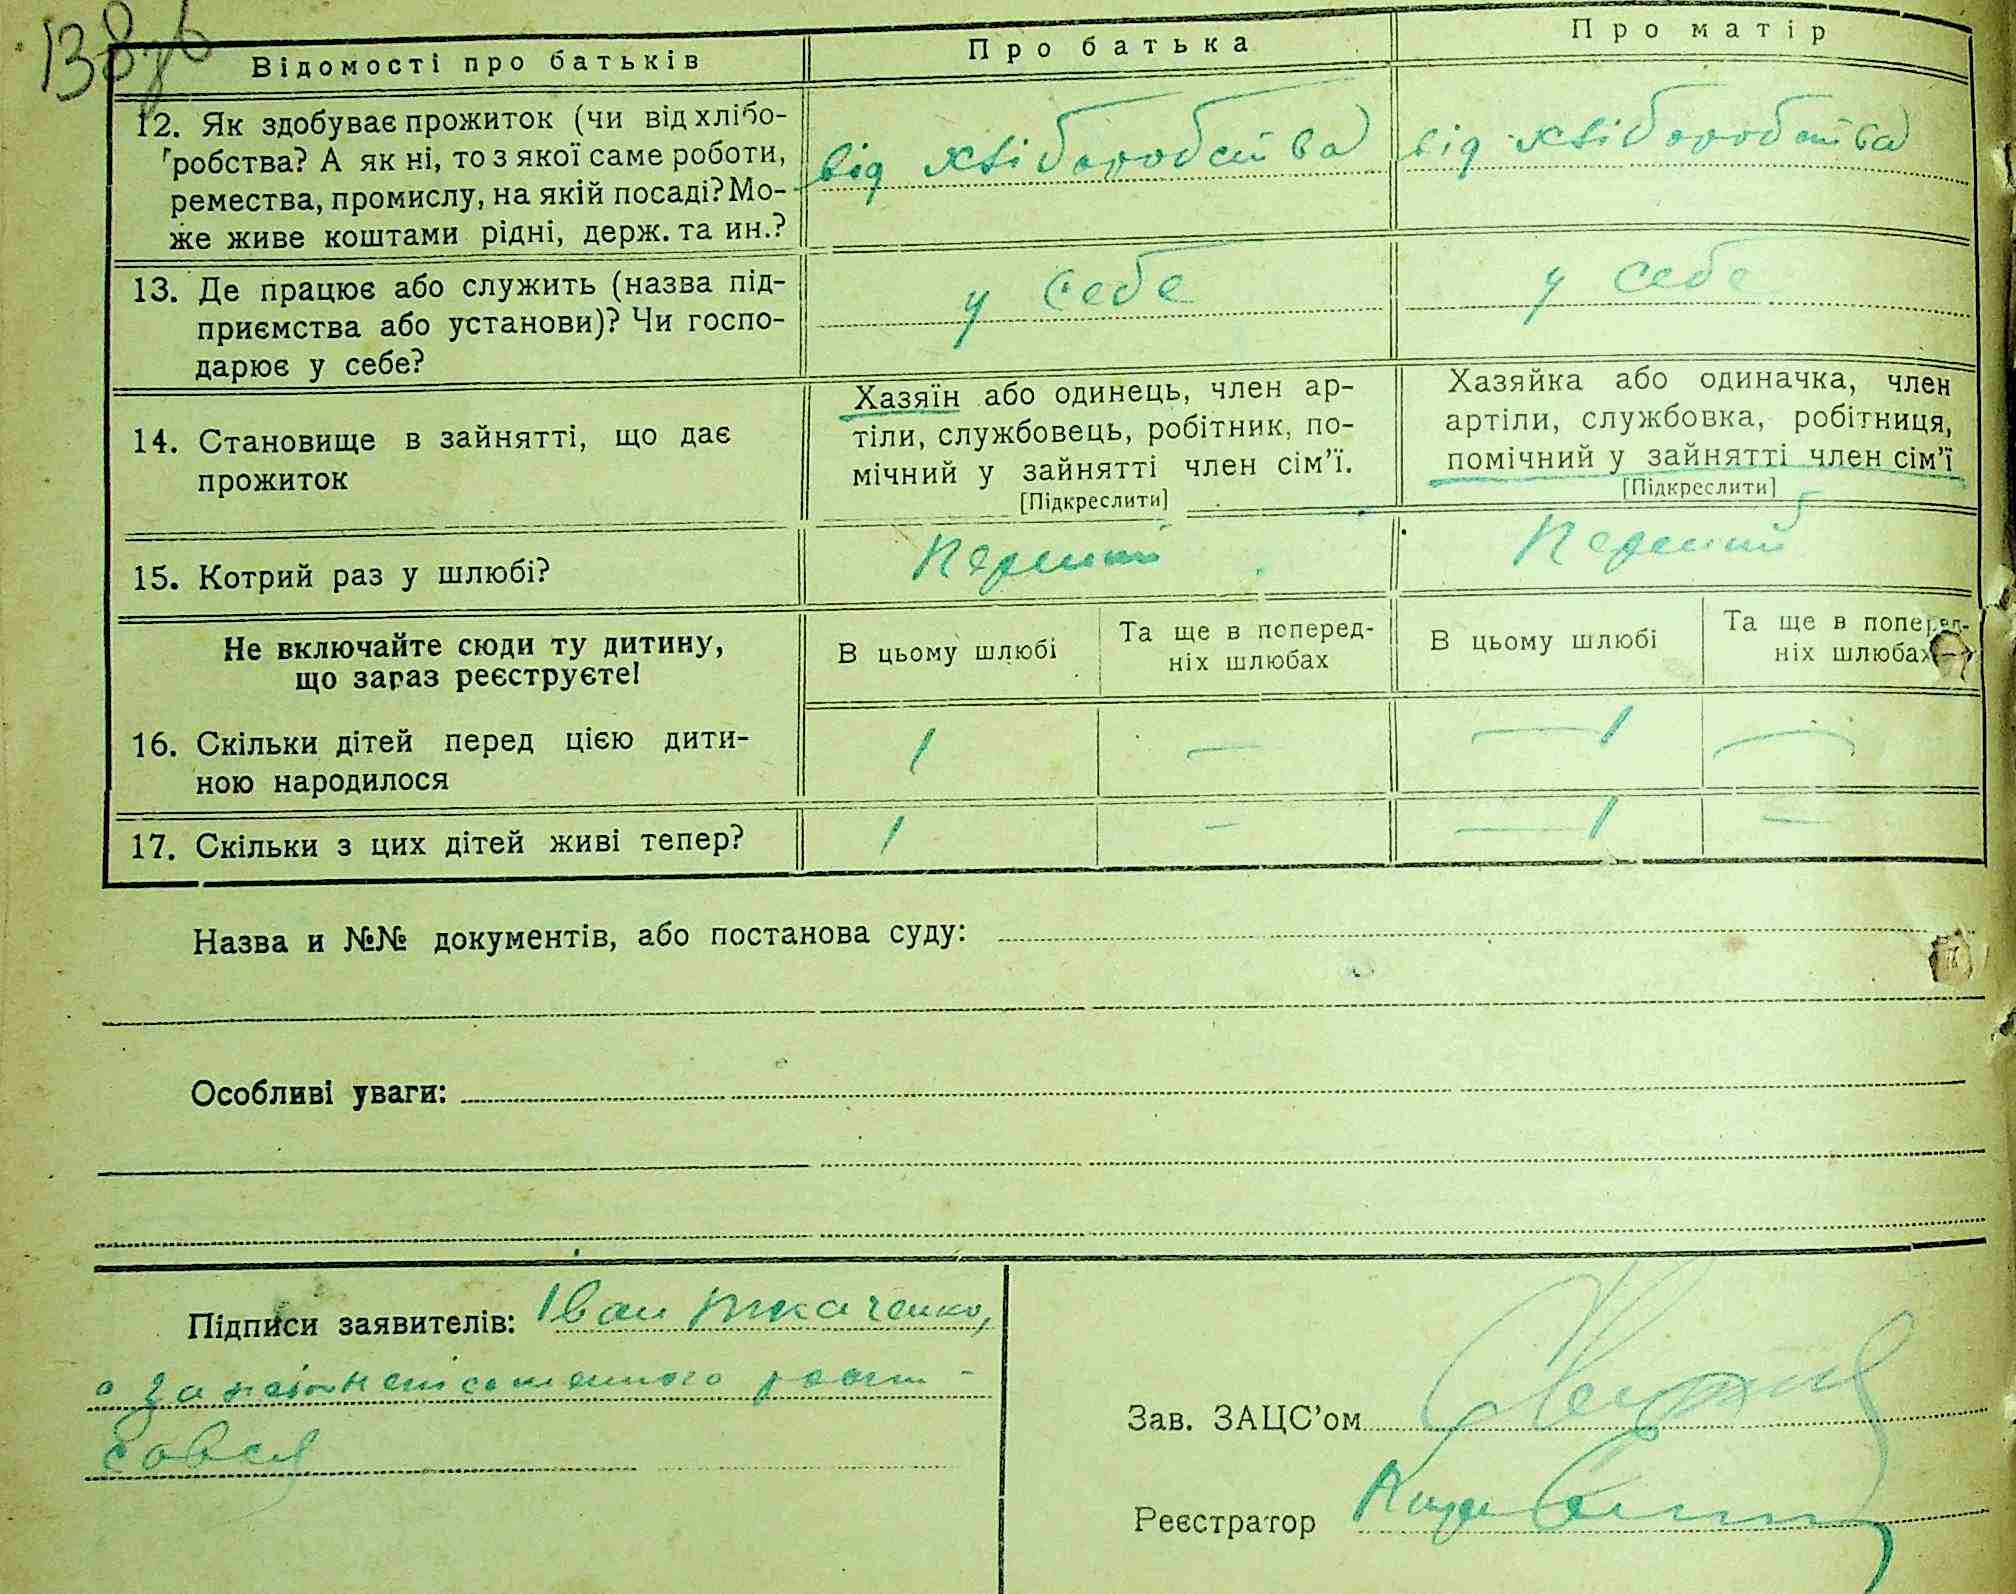 138зв
Відомості про батьків
Про батька
Про матір
12. Як здобуває прожиток (чи від хлібо-
робства? А як ні, то з якої саме роботи,
ремества, промислу, на якій посаді? Мо-
же живе коштами рідні, держ. та ин.?
від хліборобства
від хліборобства
13. Де працює або служить (назва під-
приємства або установи)? Чи госпо-
дарює у себе?
у себе
у себе
14. Становище в зайнятті, що дає
прожиток
Хазяїн або одинець, член ар-
тіли, службовець, робітник, по-
мічний у зайнятті член сім’ї.
[Підкреслити]
Хазяйка або одиначка, член
артіли, службовка, робітниця,
помічний у зайнятті член сім’ї
[Підкреслити]
15. Котрий раз у шлюбі?
Перший
Перший
Не включайте сюди ту дитину,
що зараз реєструєте!
В цьому шлюбі
Та ще в поперед-
ніх шлюбах
В цьому шлюбі
Та ще в поперед-
ніх шлюбах
16. Скільки дітей перед цією дити-
ною народилося
1
—
— 1
—
17. Скільки з цих дітей живі тепер?
1
—
— 1
—
Назва и №№ документів, або постанова суду:
Особливі уваги:
Підписи заявителів: Іван Ткаченко,
а за
совся
Зав. ЗАЦС’ом
Реєстратор